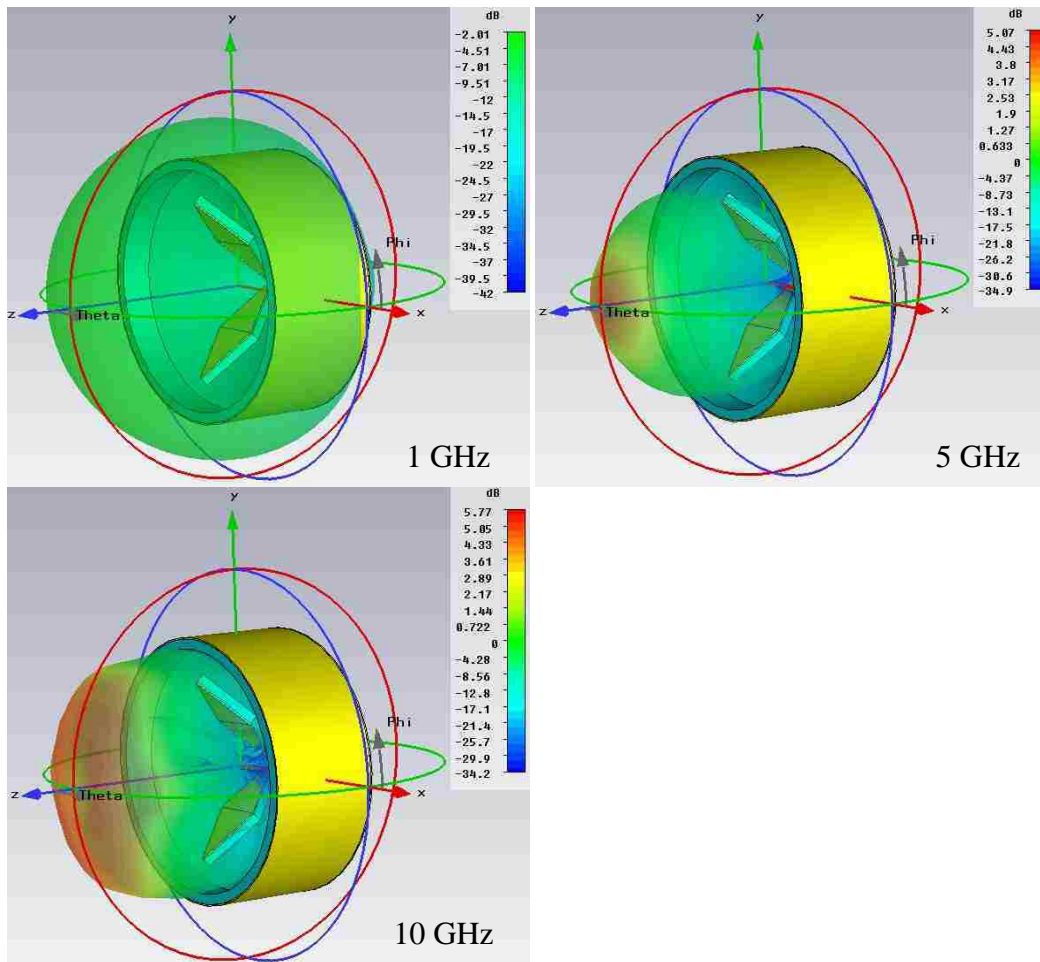 dB
y
-2.01
-4.51
-7.01
-9.51
-12
-14.5
-17
-19.5
-22
-24.5
-27
-29.5
-32
-34.5
-37
-39.5
-42
Phi
z
Theta
x
1 GHz
dB
y
5.07
4.43
3.8
3.17
2.53
1.9
1.27
0.633
0
-4.37
-8.73
-13.1
-17.5
-21.8
-26.2
-30.6
-34.9
Phi
z
Theta
x
5 GHz
dB
y
5.77
5.05
4.33
3.61
2.89
2.17
1.44
0.722
0
-4.28
-8.56
-12.8
-17.1
-21.4
-25.7
-29.9
-34.2
Phi
z
Theta
x
10 GHz